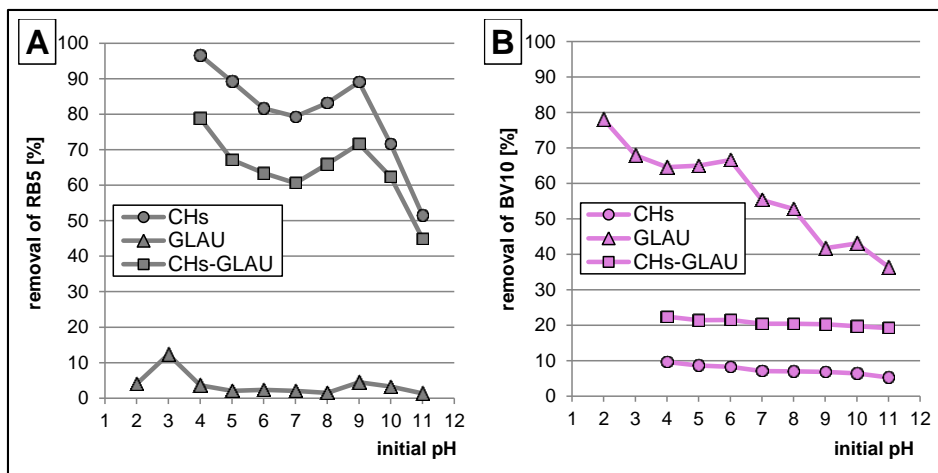 A
removal of RB5 [%]
100
90
80
70
60
50
40
30
20
10
0
CHs
GLAU
CHs-GLAU
1 2 3 4 5 6 7 8 9 10 11 12
initial pH
B
removal of BV10 [%]
100
90
80
70
60
50
40
30
20
10
0
CHs
GLAU
CHs-GLAU
1 2 3 4 5 6 7 8 9 10 11 12
initial pH